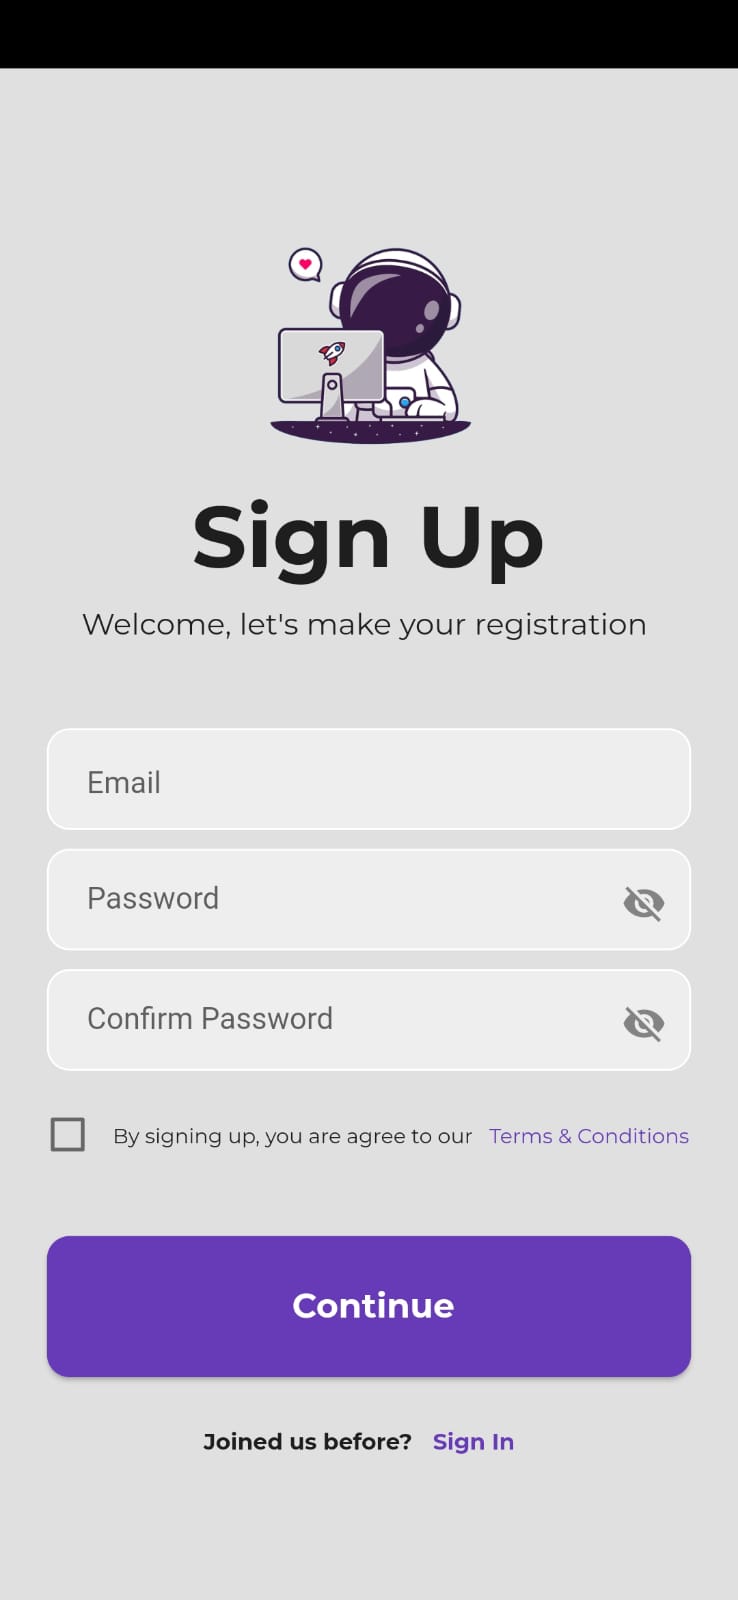 Sign Up
Welcome, let's make your registration
Email
Password
Confirm Password
By signing up, you are agree to our Terms & Conditions
Continue
Joined us before? Sign In